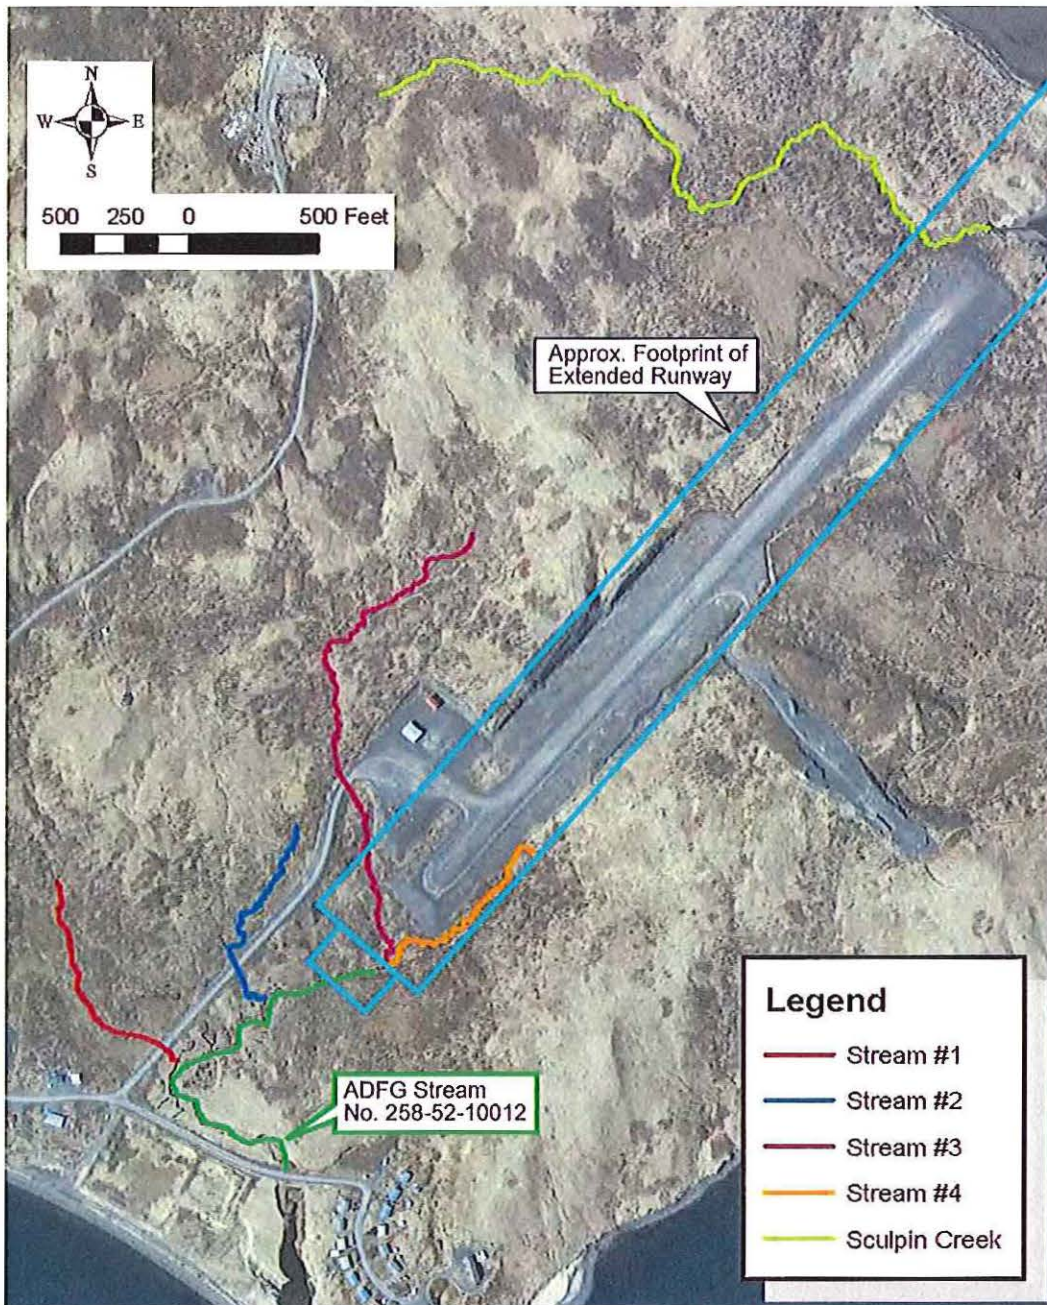 N
W E
S
500 250 0 500 Feet
Approx. Footprint of
Extended Runway
ADFG Stream
No. 258-52-10012
Legend
Stream #1
Stream #2
Stream #3
Stream #4
Sculpin Creek